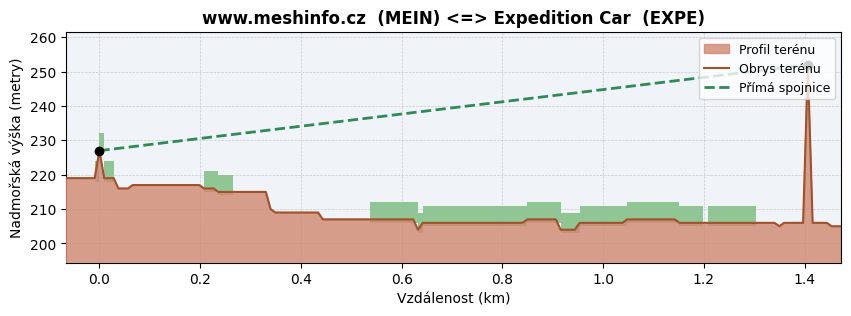 www.meshinfo.cz  (MEIN) <=> Expedition Car  (EXPE)
Nadmořská výška (metry)
260
250
240
230
220
210
200
Profil terénu
Obrys terénu
Přímá spojnice
0.0 0.2 0.4 0.6 0.8 1.0 1.2 1.4
Vzdálenost (km)